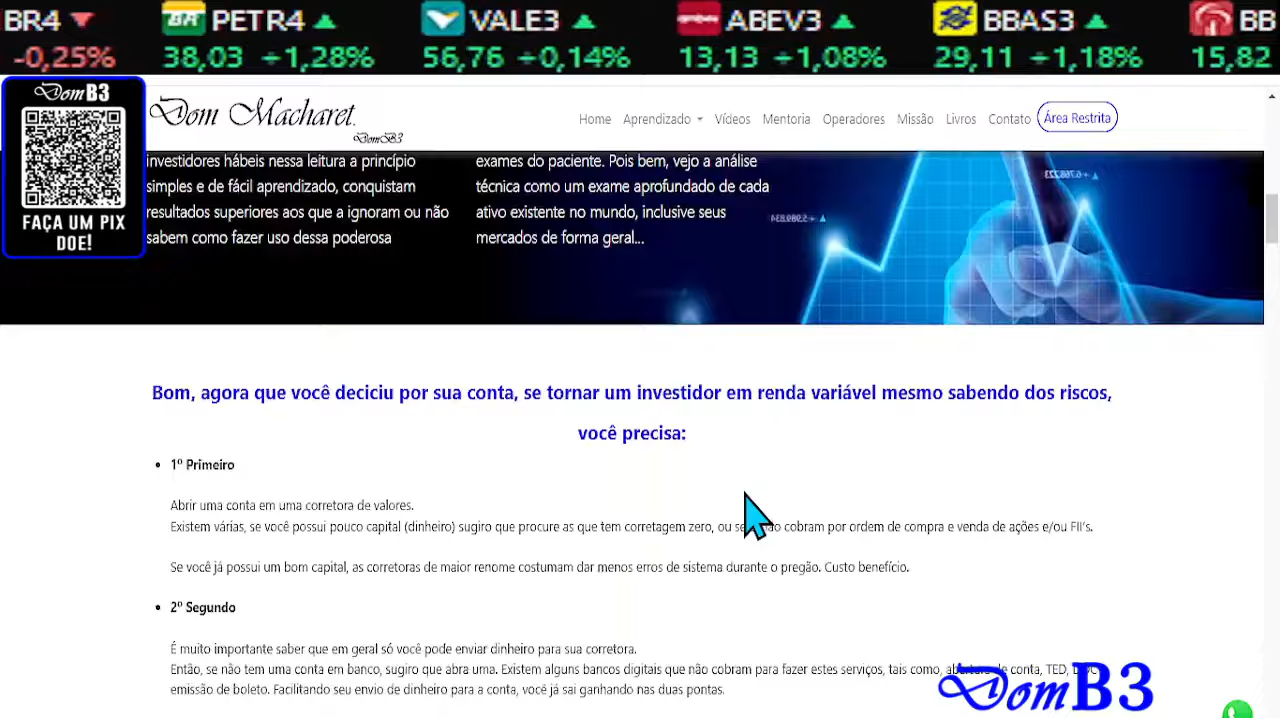 BR4 PETR4 VALE3 ABEV3 BBAS3 BB
-0,25% 38,03 +1,28% 56,76 +0,14% 13,13 +1,08% 29,11 +1,18% 15,82
DomB3
FAÇA UM PIX
DOE!
Dom Macharet.
DomB3
Home Aprendizado Vídeos Mentoria Operadores Missão Livros Contato Área Restrita
investidores hábeis nessa leitura a princípio
simples e de fácil aprendizado, conquistam
resultados superiores aos que a ignoram ou não
sabem como fazer uso dessa poderosa
exames do paciente. Pois bem, vejo a análise
técnica como um exame aprofundado de cada
ativo existente no mundo, inclusive seus
mercados de forma geral...
Bom, agora que você deciciu por sua conta, se tornar um investidor em renda variável mesmo sabendo dos riscos,
você precisa:
1º Primeiro
Abrir uma conta em uma corretora de valores.
Existem várias, se você possui pouco capital (dinheiro) sugiro que procure as que tem corretagem zero, ou cobram por ordem de compra e venda de ações e/ou FII's.
Se você já possui um bom capital, as corretoras de maior renome costumam dar menos erros de sistema durante o pregão. Custo benefício.
2º Segundo
É muito importante saber que em geral só você pode enviar dinheiro para sua corretora.
Então, se não tem uma conta em banco, sugiro que abra uma. Existem alguns bancos digitais que não cobram para fazer estes serviços, tais como, de conta, TED,
emissão de boleto. Facilitando seu envio de dinheiro para a conta, você já sai ganhando nas duas pontas.
DomB3